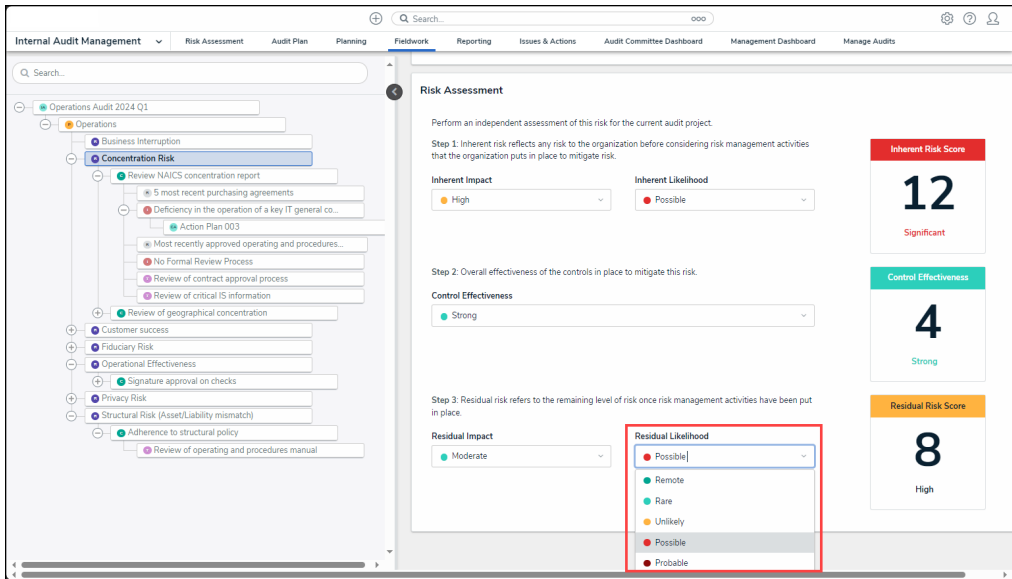 Search...
Internal Audit Management
Risk Assessment
Audit Plan
Planning
Fieldwork
Reporting
Issues & Actions
Audit Committee Dashboard
Management Dashboard
Manage Audits
Search...
Operations Audit 2024 Q1
Operations
Business Interruption
Concentration Risk
Review NAICS concentration report
5 most recent purchasing agreements
Deficiency in the operation of a key IT general co...
Action Plan 003
Most recently approved operating and procedures...
No Formal Review Process
Review of contract approval process
Review of critical IS information
Review of geographical concentration
Customer success
Fiduciary Risk
Operational Effectiveness
Signature approval on checks
Privacy Risk
Structural Risk (Asset/Liability mismatch)
Adherence to structural policy
Review of operating and procedures manual
Risk Assessment
Perform an independent assessment of this risk for the current audit project.
Step 1: Inherent risk reflects any risk to the organization before considering risk management activities
that the organization puts in place to mitigate risk.
Inherent Impact
High
Inherent Likelihood
Possible
Inherent Risk Score
12
Significant
Step 2: Overall effectiveness of the controls in place to mitigate this risk.
Control Effectiveness
Strong
Control Effectiveness
4
Strong
Step 3: Residual risk refers to the remaining level of risk once risk management activities have been put
in place.
Residual Impact
Moderate
Residual Likelihood
Possible
Remote
Rare
Unlikely
Possible
Probable
Residual Risk Score
8
High